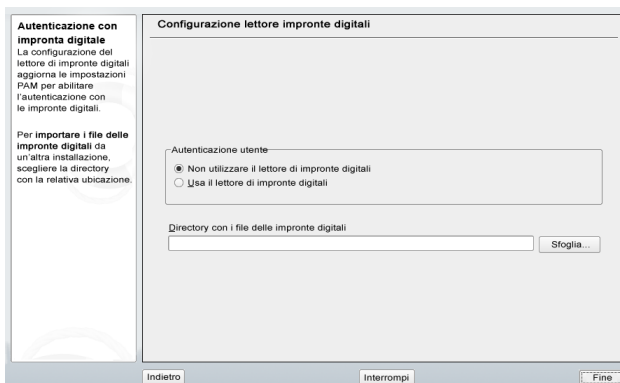 Autenticazione con
impronta digitale
La configurazione del
lettore di impronte digitali
aggiorna le impostazioni
PAM per abilitare
l'autenticazione con
le impronte digitali.
Per importare i file delle
impronte digitali da
un'altra installazione,
scegliere la directory
con la relativa ubicazione.
Configurazione lettore impronte digitali
Autenticazione utente
Non utilizzare il lettore di impronte digitali
Usa il lettore di impronte digitali
Directory con i file delle impronte digitali
Sfoglia...
Indietro
Interrompi
Fine